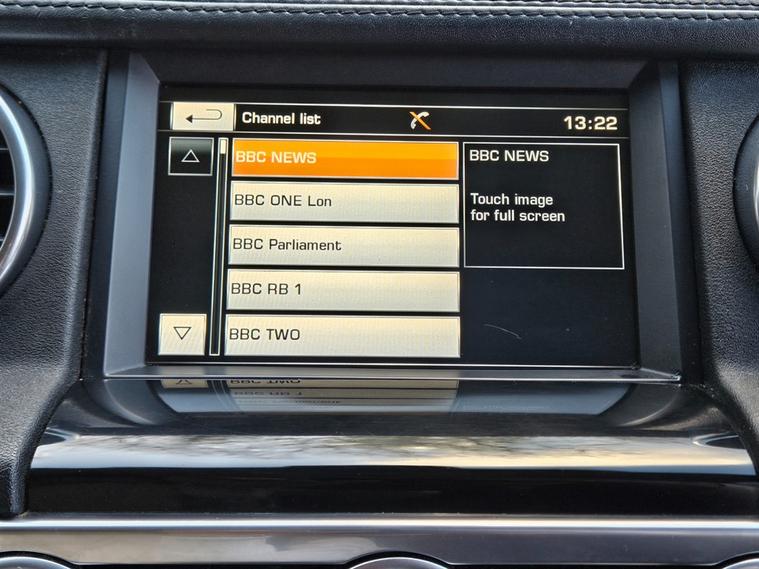 Channel list
13:22
BBC NEWS
BBC ONE Lon
BBC Parliament
BBC RB 1
BBC TWO
BBC NEWS
Touch image
for full screen